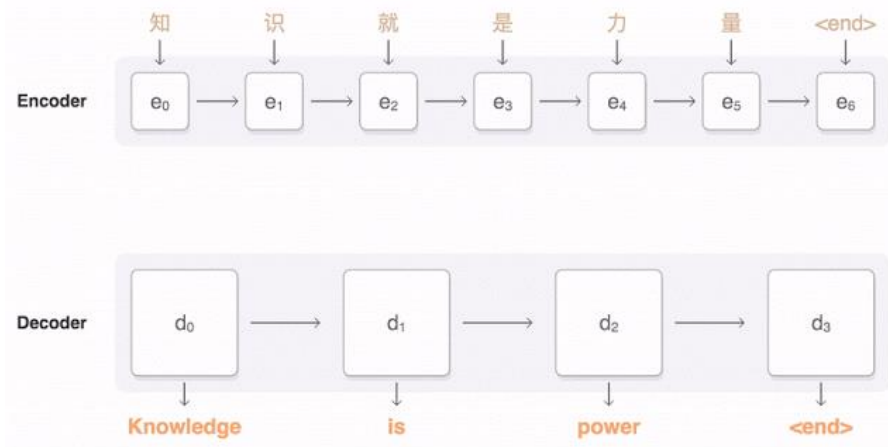 知 识 就 是 力 量 <end>
Encoder e₀ e₁ e₂ e₃ e₄ e₅ e₆
Decoder d₀ d₁ d₂ d₃
Knowledge is power <end>